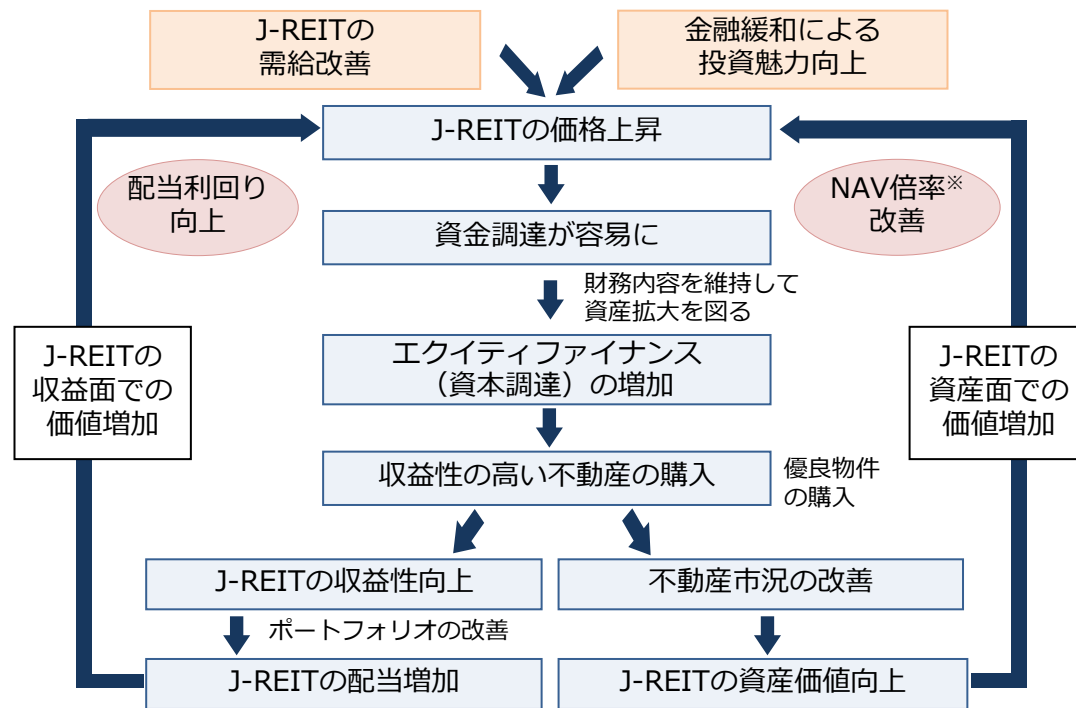 J-REITの
需給改善
金融緩和による
投資魅力向上
J-REITの価格上昇
配当利回り
向上
NAV倍率※
改善
資金調達が容易に
財務内容を維持して
資産拡大を図る
J-REITの
収益面での
価値増加
エクイティファイナンス
（資本調達）の増加
J-REITの
資産面での
価値増加
収益性の高い不動産の購入
優良物件
の購入
J-REITの収益性向上
不動産市況の改善
ポートフォリオの改善
J-REITの配当増加
J-REITの資産価値向上